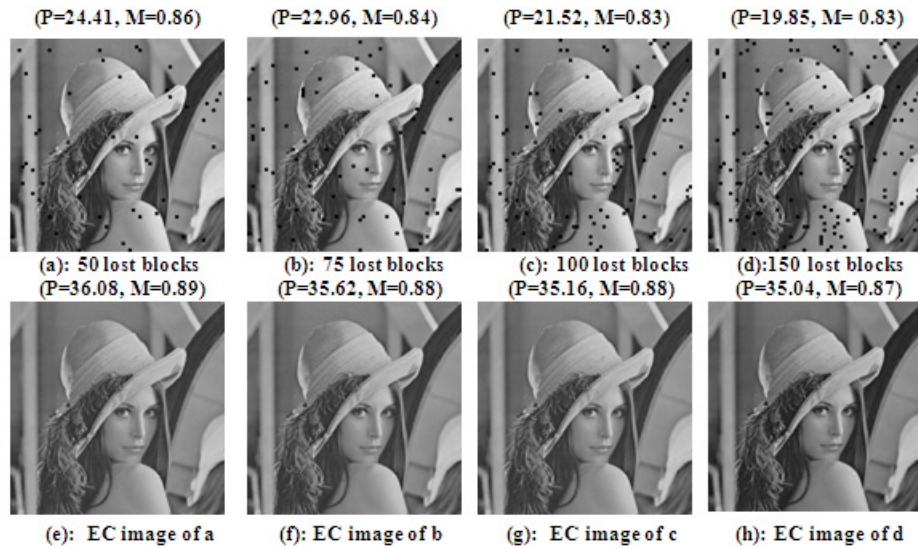 (P=24.41, M=0.86) (P=22.96, M=0.84) (P=21.52, M=0.83) (P=19.85, M= 0.83)
(a): 50 lost blocks (b): 75 lost blocks (c): 100 lost blocks (d):150 lost blocks
(P=36.08, M=0.89) (P=35.62, M=0.88) (P=35.16, M=0.88) (P=35.04, M=0.87)
(e): EC image of a (f): EC image of b (g): EC image of c (h): EC image of d